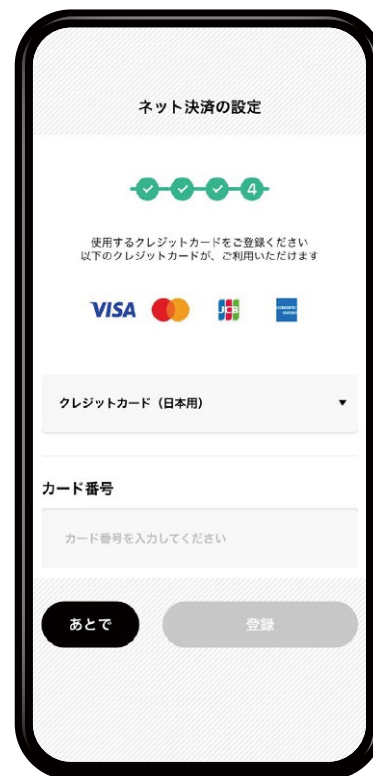 ネット決済の設定
4
使用するクレジットカードをご登録ください
以下のクレジットカードが、ご利用いただけます
VISA JCB
クレジットカード（日本用）
カード番号
カード番号を入力してください
あとで 登録